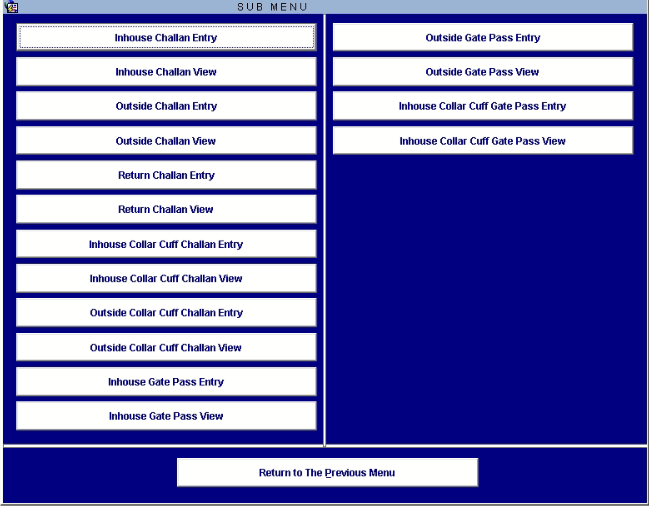 SUB MENU
Inhouse Challan Entry
Inhouse Challan View
Outside Challan Entry
Outside Challan View
Return Challan Entry
Return Challan View
Inhouse Collar Cuff Challan Entry
Inhouse Collar Cuff Challan View
Outside Collar Cuff Challan Entry
Outside Collar Cuff Challan View
Inhouse Gate Pass Entry
Inhouse Gate Pass View
Outside Gate Pass Entry
Outside Gate Pass View
Inhouse Collar Cuff Gate Pass Entry
Inhouse Collar Cuff Gate Pass View
Return to The Previous Menu